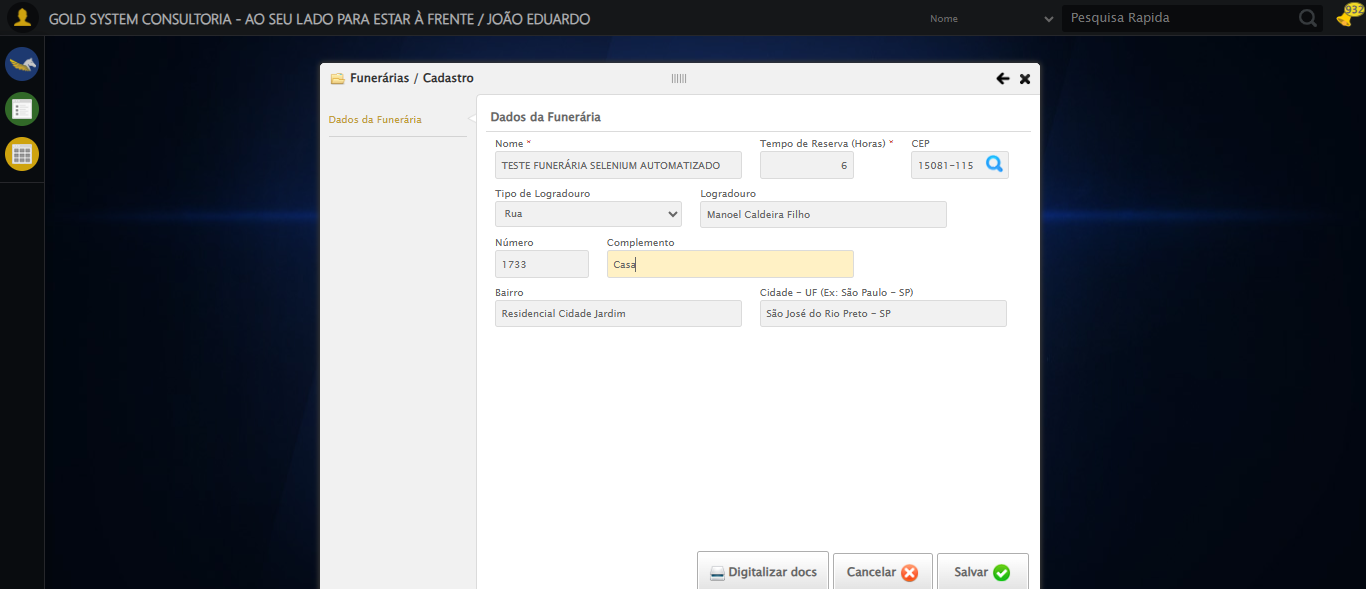 GOLD SYSTEM CONSULTORIA - AO SEU LADO PARA ESTAR À FRENTE / JOÃO EDUARDO
Nome
Pesquisa Rapida
932
Funerárias / Cadastro
Dados da Funerária
Dados da Funerária
Nome * Tempo de Reserva (Horas) * CEP
TESTE FUNERÁRIA SELENIUM AUTOMATIZADO 6 15081-115
Tipo de Logradouro Logradouro
Rua Manoel Caldeira Filho
Número Complemento
1733 Casa
Bairro Cidade - UF (Ex: São Paulo - SP)
Residencial Cidade Jardim São José do Rio Preto - SP
Digitalizar docs Cancelar Salvar